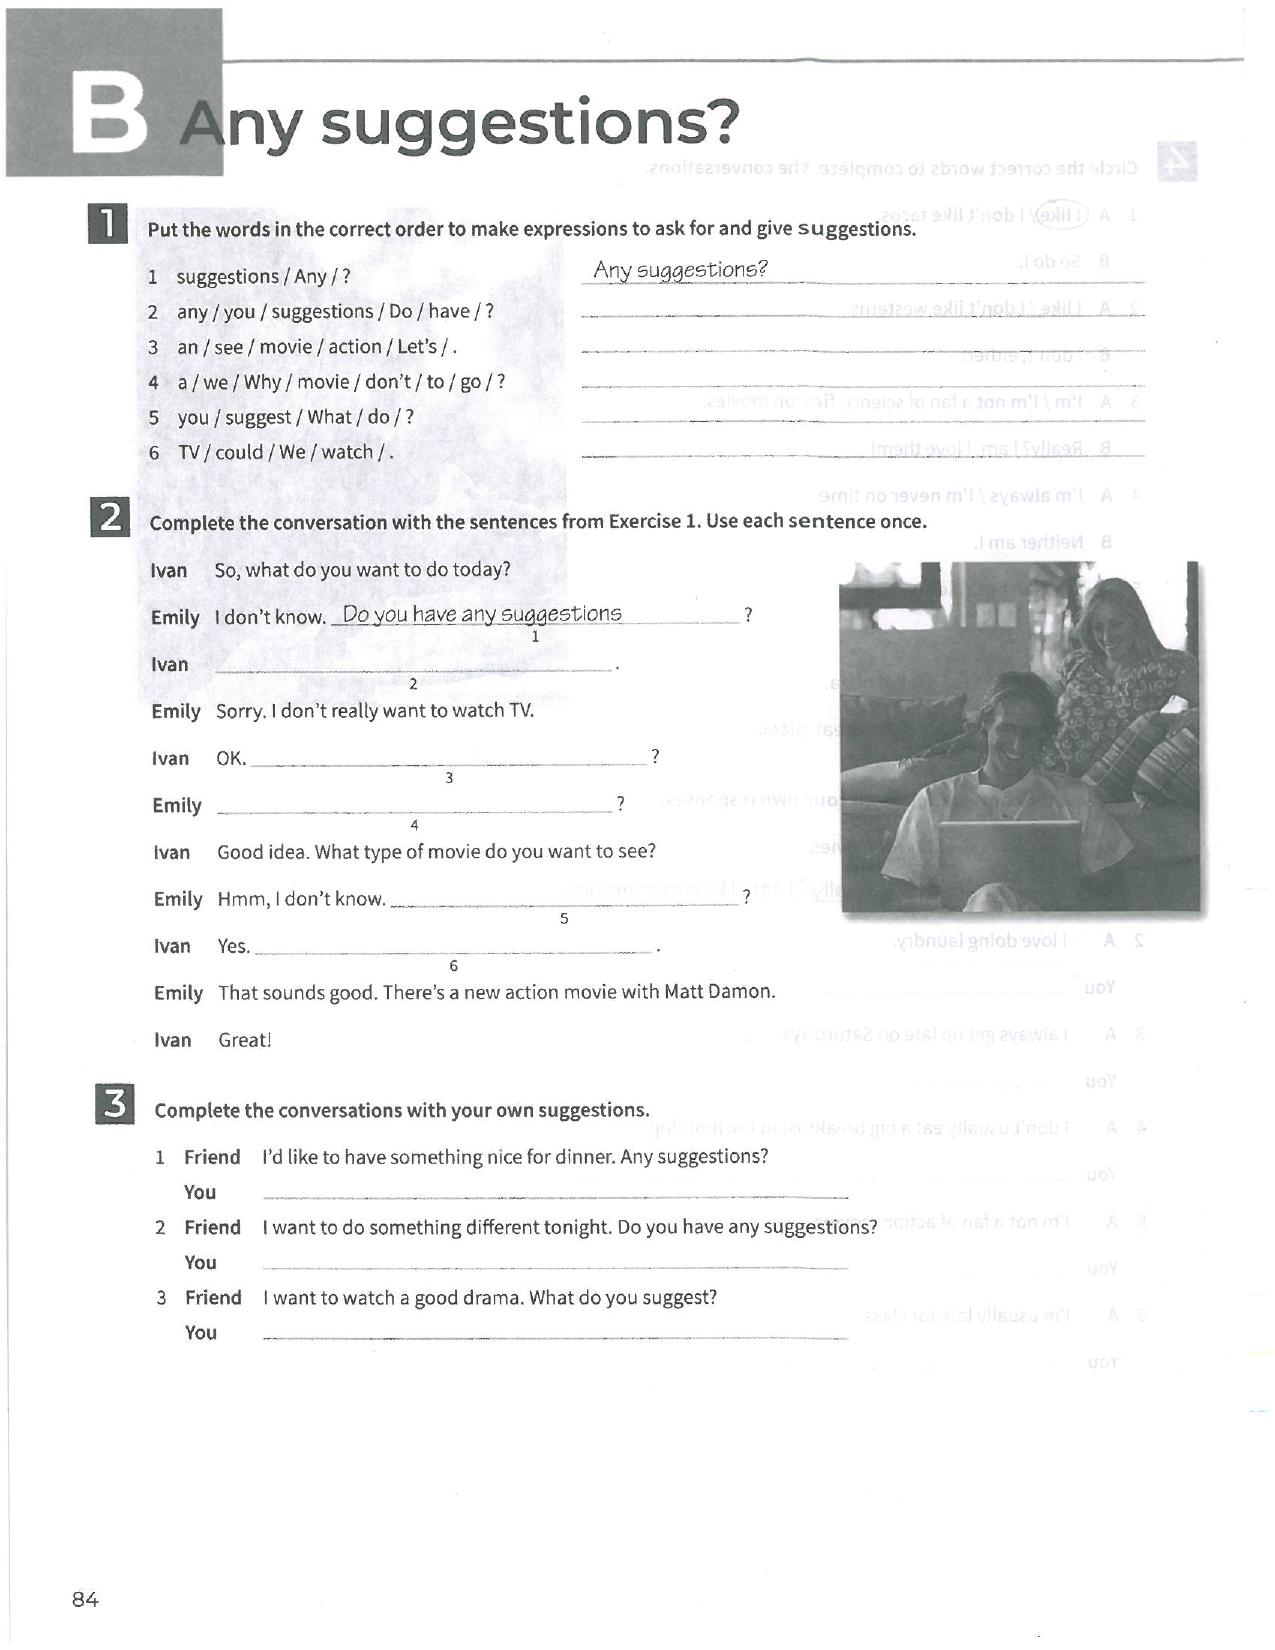 B Any suggestions?
1 Put the words in the correct order to make expressions to ask for and give suggestions.
1 suggestions / Any / ? Any suggestions?
2 any / you / suggestions / Do / have / ?
3 an / see / movie / action / Let's / .
4 a / we / Why / movie / don't / to / go / ?
5 you / suggest / What / do / ?
6 TV / could / We / watch / .
2 Complete the conversation with the sentences from Exercise 1. Use each sentence once.
Ivan So, what do you want to do today?
Emily I don't know. Do you have any suggestions ?
1
Ivan .
2
Emily Sorry. I don't really want to watch TV.
Ivan OK. ?
3
Emily ?
4
Ivan Good idea. What type of movie do you want to see?
Emily Hmm, I don't know. ?
5
Ivan Yes. .
6
Emily That sounds good. There's a new action movie with Matt Damon.
Ivan Great!
3 Complete the conversations with your own suggestions.
1 Friend I'd like to have something nice for dinner. Any suggestions?
You
2 Friend I want to do something different tonight. Do you have any suggestions?
You
3 Friend I want to watch a good drama. What do you suggest?
You
84